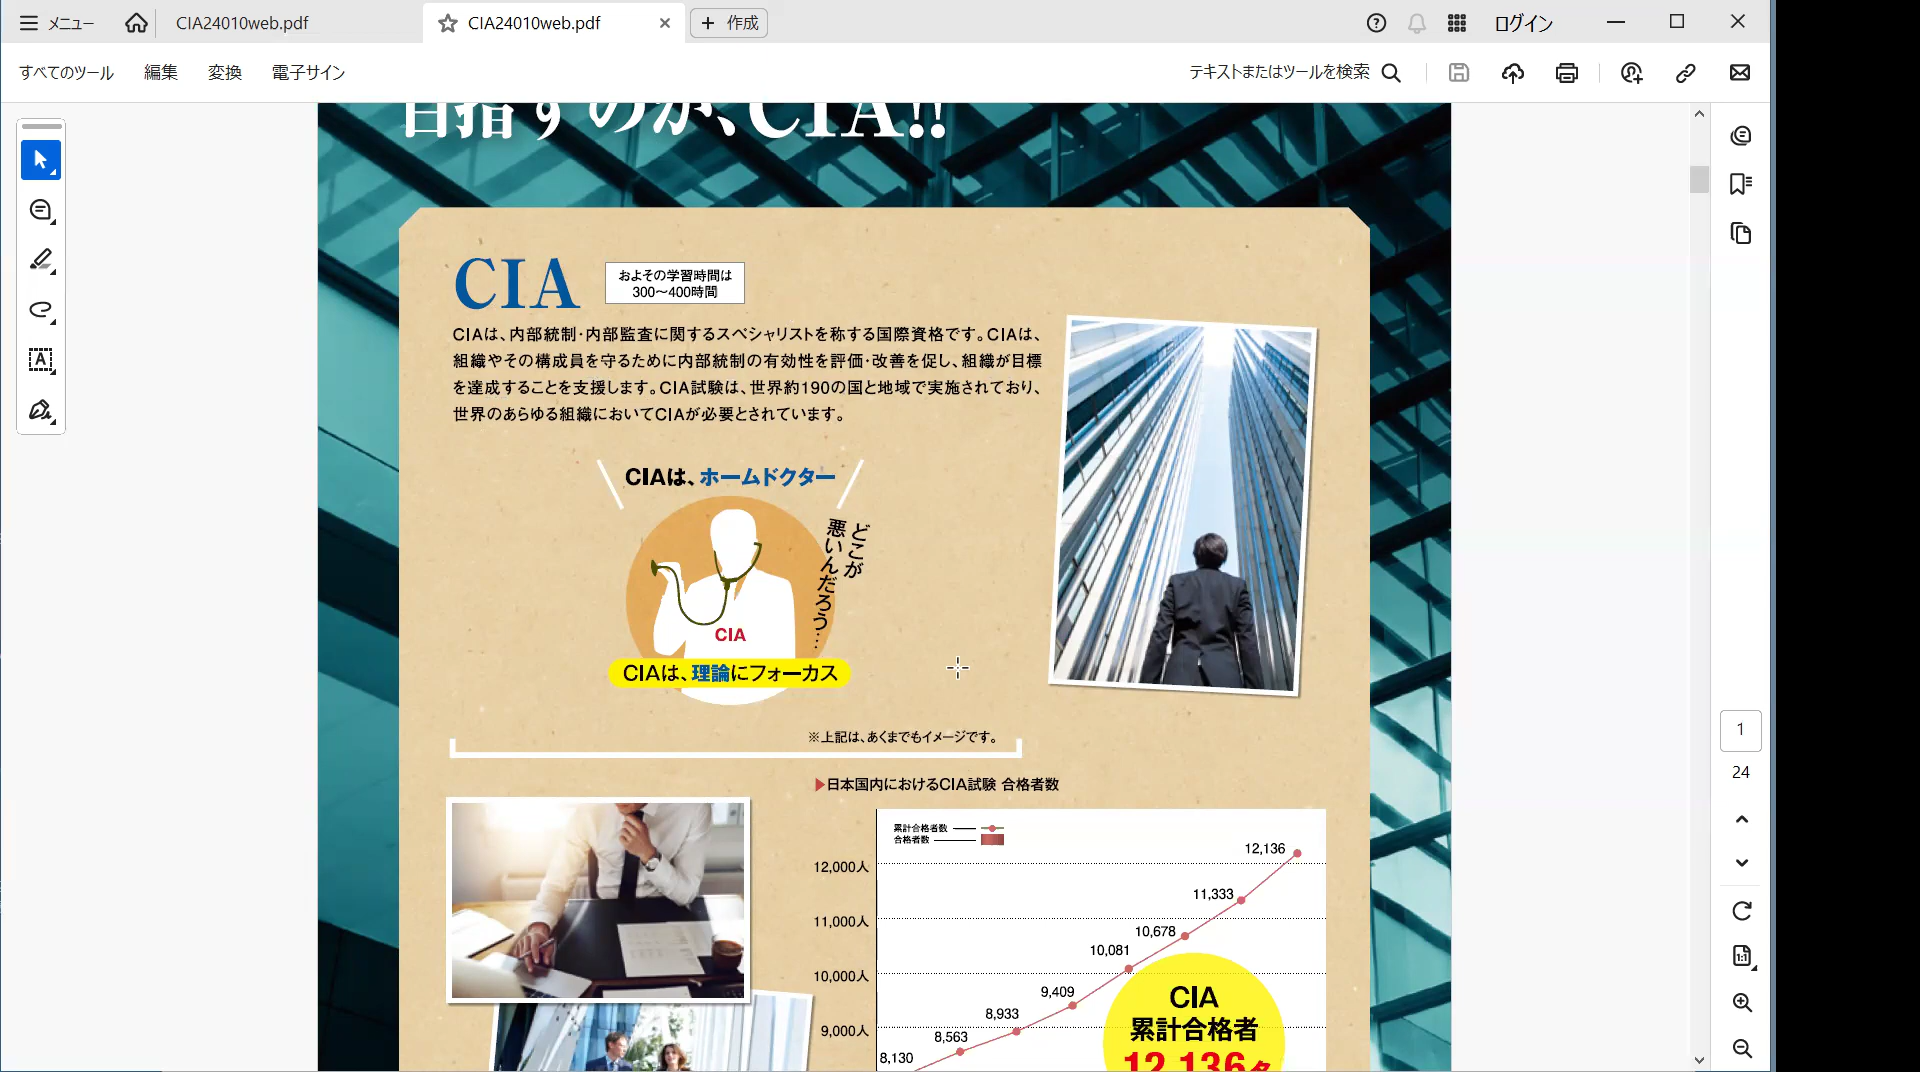 メニュー
CIA24010web.pdf
CIA24010web.pdf
作成
ログイン
すべてのツール
編集
変換
電子サイン
テキストまたはツールを検索
目指すのが、CIA!!
CIA
およその学習時間は
300〜400時間
CIAは、内部統制・内部監査に関するスペシャリストを称する国際資格です。CIAは、
組織やその構成員を守るために内部統制の有効性を評価・改善を促し、組織が目標
を達成することを支援します。CIA試験は、世界約190の国と地域で実施されており、
世界のあらゆる組織においてCIAが必要とされています。
CIAは、ホームドクター
どこが
悪いんだろう…
CIA
CIAは、理論にフォーカス
※上記は、あくまでもイメージです。
▶日本国内におけるCIA試験 合格者数
累計合格者数
合格者数
12,000人
11,000人
10,000人
9,000人
12,136
11,333
10,678
10,081
9,409
8,933
8,563
8,130
CIA
累計合格者
12,136名
1
24